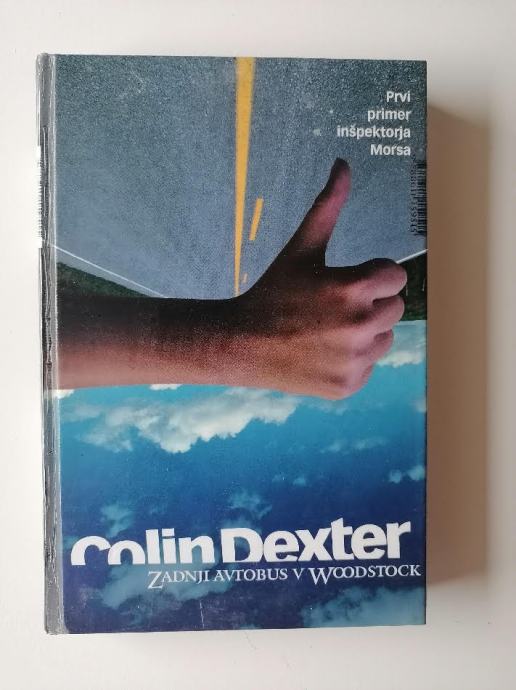 Prvi
primer
inšpektorja
Morsa
Colin Dexter
ZADNJI AVTOBUS V WOODSTOCK